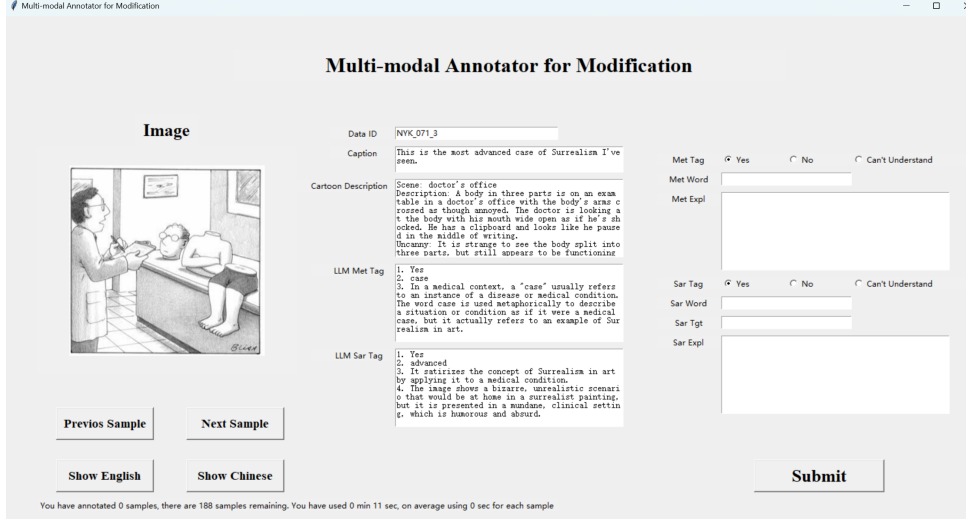 Multi-modal Annotator for Modification
Multi-modal Annotator for Modification
Image
Data ID
NYK_071_3
Caption
This is the most advanced case of Surrealism I've
seen.
Cartoon Description
Scene: doctor's office
Description: A body in three parts is on an exam
table in a doctor's office with the body's arms c
rossed as though annoyed. The doctor is looking a
t the body with his mouth wide open as if he's sh
ocked. He has a clipboard and looks like he pause
d in the middle of writing.
Uncanny: It is strange to see the body split into
three parts, but still appears to be functioning
LLM Met Tag
1. Yes
2. case
3. In a medical context, a "case" usually refers
to an instance of a disease or medical condition.
The word case is used metaphorically to describe
a situation or condition as if it were a medical
case, but it actually refers to an example of Sur
realism in art.
LLM Sar Tag
1. Yes
2. advanced
3. It satirizes the concept of Surrealism in art
by applying it to a medical condition.
4. The image shows a bizarre, unrealistic scenari
o that would be at home in a surrealist painting,
but it is presented in a mundane, clinical settin
g, which is humorous and absurd.
Met Tag Yes No Can't Understand
Met Word
Met Expl
Sar Tag Yes No Can't Understand
Sar Word
Sar Tgt
Sar Expl
Previos Sample Next Sample
Show English Show Chinese
Submit
You have annotated 0 samples, there are 188 samples remaining. You have used 0 min 11 sec, on average using 0 sec for each sample